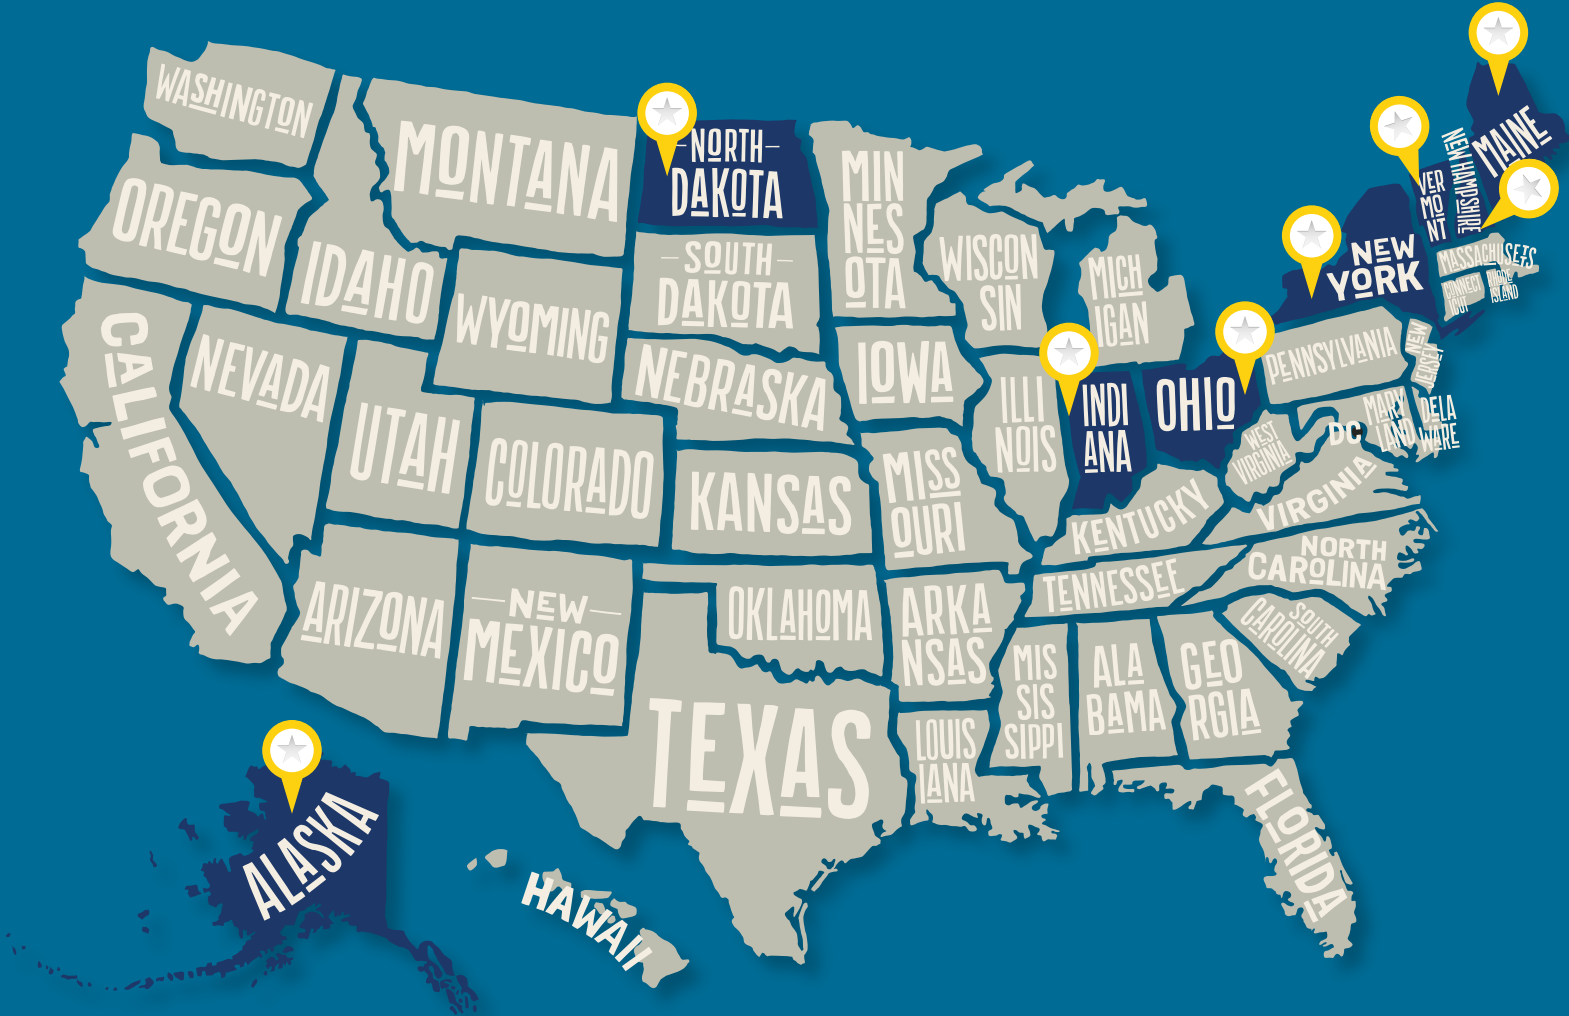 WASHINGTON
OREGON
CALIFORNIA
NEVADA
IDAHO
MONTANA
WYOMING
UTAH
COLORADO
ARIZONA
NEW
MEXICO
NORTH
DAKOTA
SOUTH
DAKOTA
NEBRASKA
KANSAS
OKLAHOMA
TEXAS
MIN
NES
OTA
IOWA
MISS
OURI
ARKA
NSAS
LOUIS
IANA
WISCON
SIN
ILLI
NOIS
MICH
IGAN
INDI
ANA
OHIO
KENTUCKY
TENNESSEE
MIS
SIS
SIPPI
ALA
BAMA
GEO
RGIA
FLORIDA
SOUTH
CAROLINA
NORTH
CAROLINA
VIRGINIA
WEST
VIRGINIA
DC
MARY
LAND
DELA
WARE
PENNSYLVANIA
NEW
JERSEY
NEW
YORK
CONNECT
ICUT
RHODE
ISLAND
MASSACHUSETS
VER
MO
NT
NEW HAMPSHIRE
MAINE
ALASKA
HAWAII